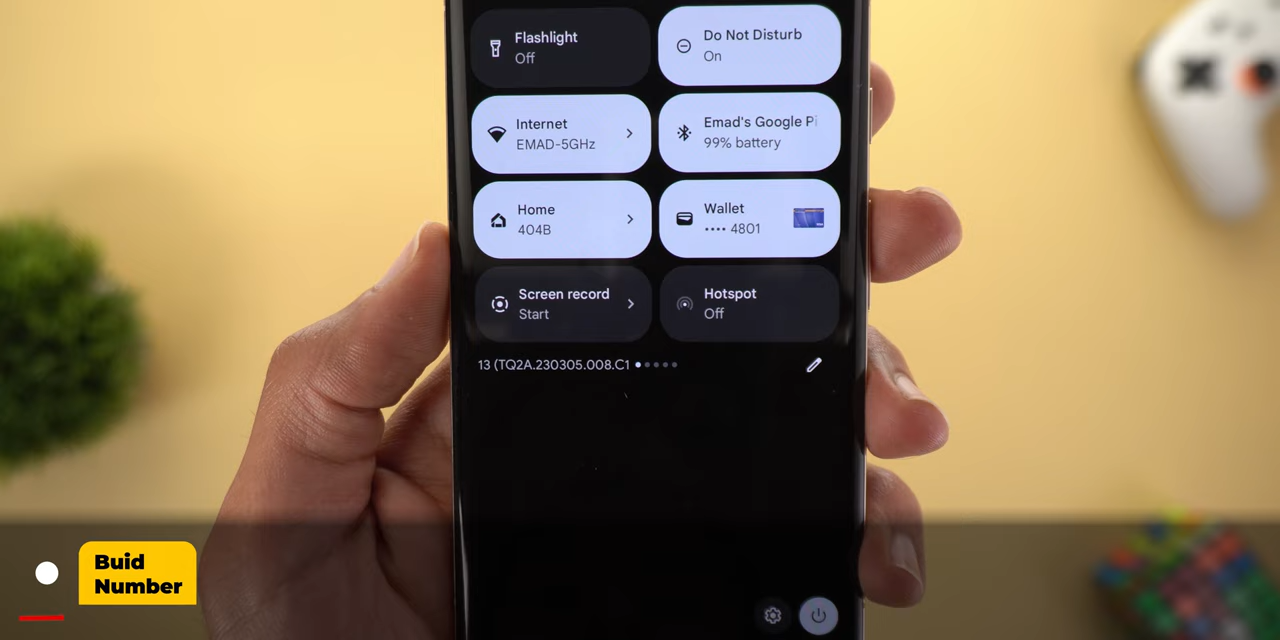 Flashlight
Off
Do Not Disturb
On
Internet
EMAD-5GHz
Emad's Google Pi
99% battery
Home
404B
Wallet
•••• 4801
Screen record
Start
Hotspot
Off
13 (TQ2A.230305.008.C1
Buid
Number